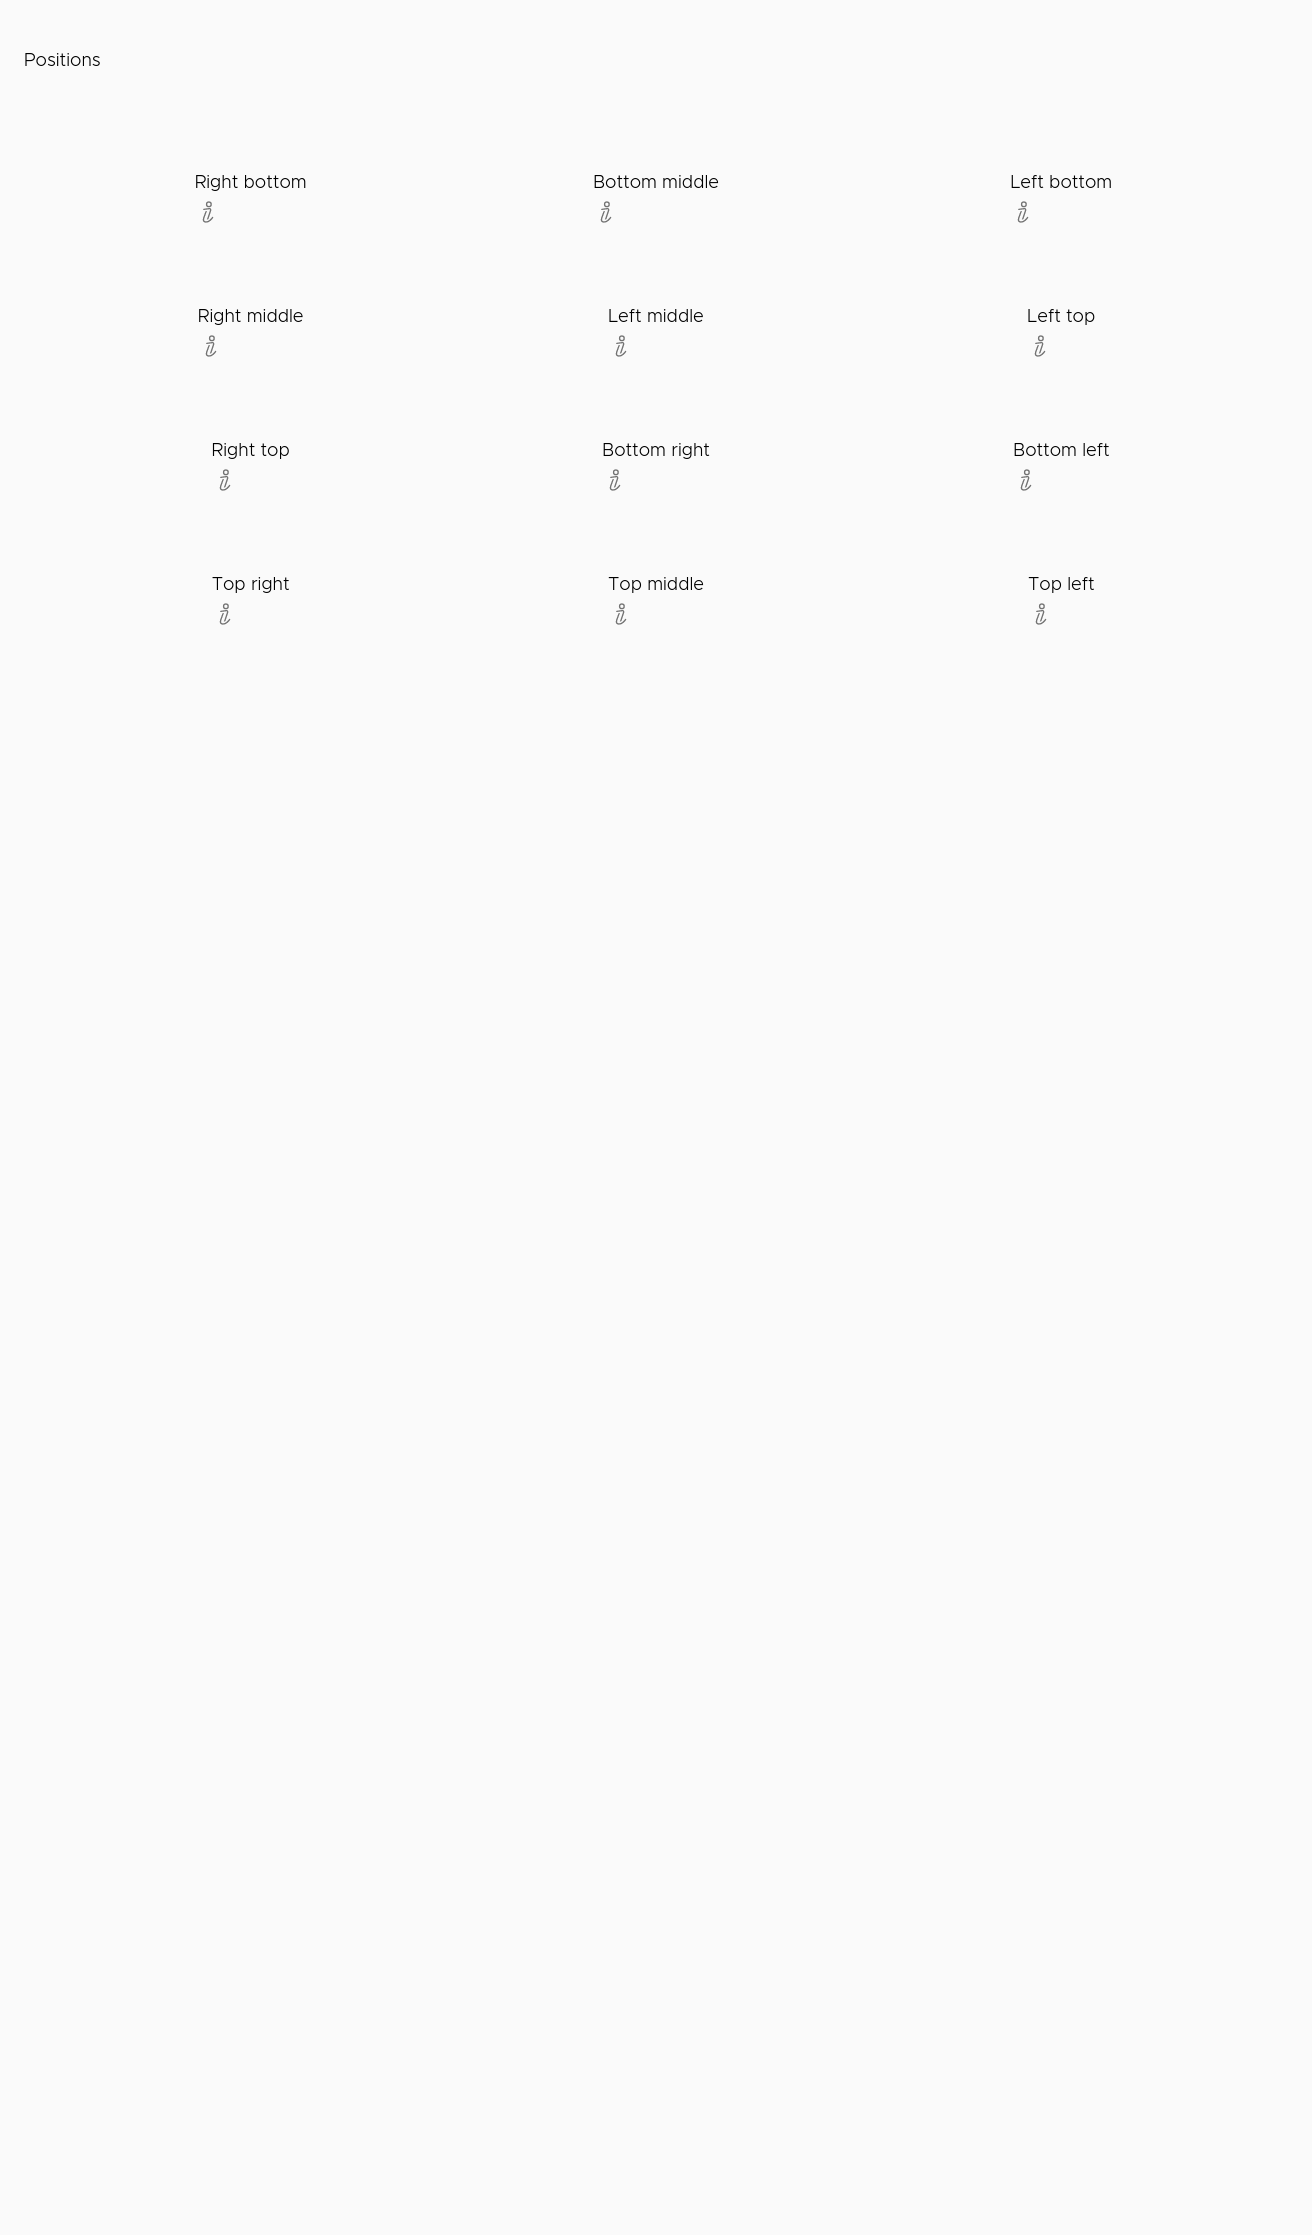 Positions
Right bottom
Bottom middle
Left bottom
Right middle
Left middle
Left top
Right top
Bottom right
Bottom left
Top right
Top middle
Top left